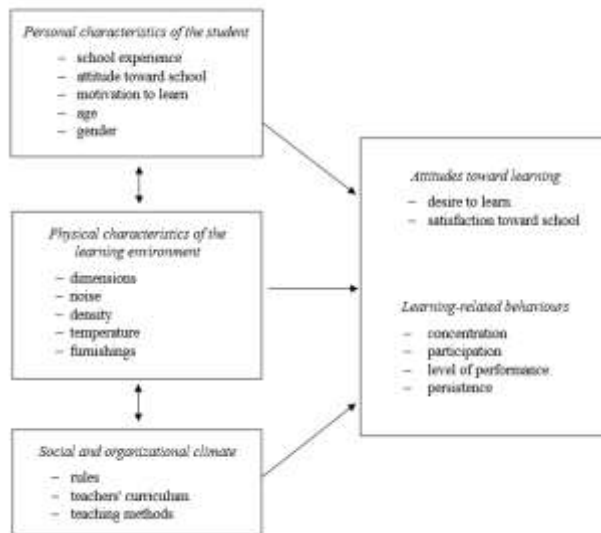 Personal characteristics of the student
– school experience
– attitude toward school
– motivation to learn
– age
– gender
Physical characteristics of the
learning environment
– dimensions
– noise
– density
– temperature
– furnishings
Social and organizational climate
– rules
– teachers' curriculum
– teaching methods
Attitudes toward learning
– desire to learn
– satisfaction toward school
Learning-related behaviours
– concentration
– participation
– level of performance
– persistence